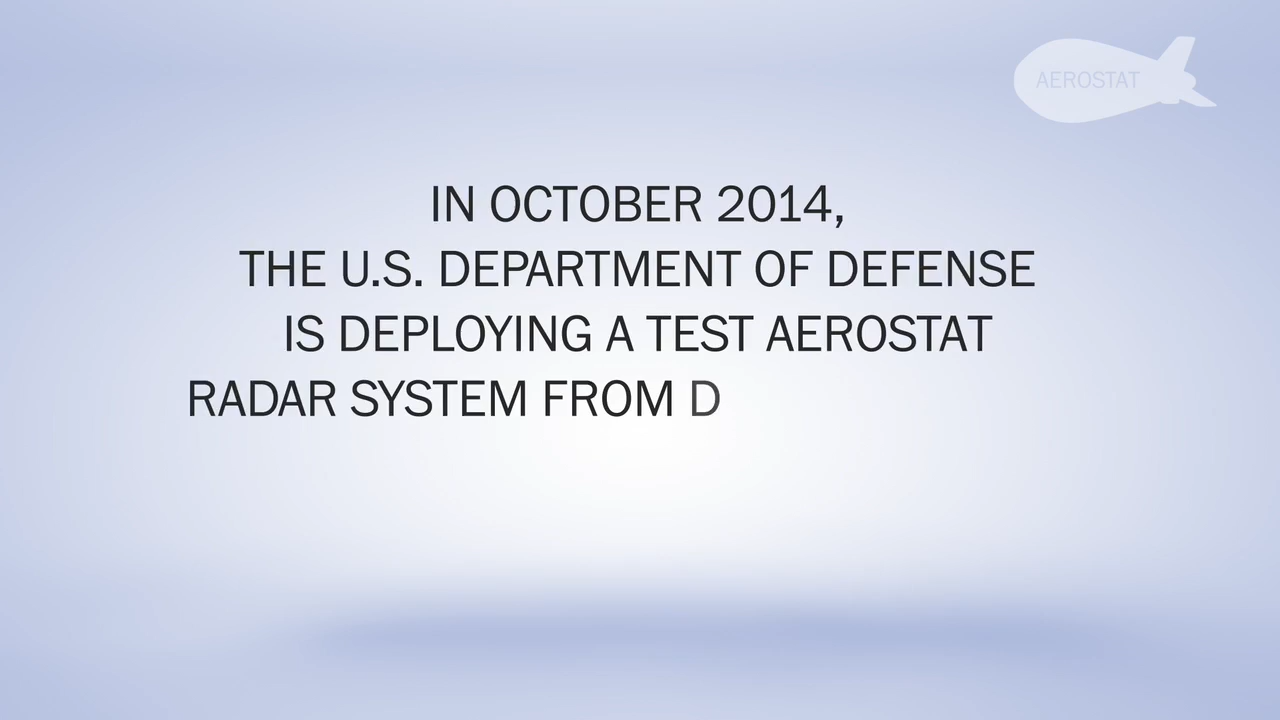 AEROSTAT
IN OCTOBER 2014,
THE U.S. DEPARTMENT OF DEFENSE
IS DEPLOYING A TEST AEROSTAT
RADAR SYSTEM FROM D